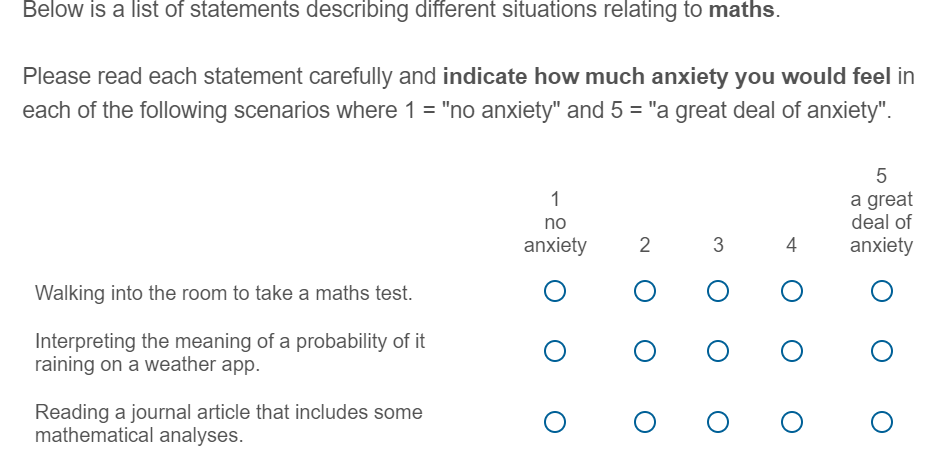 Below is a list of statements describing different situations relating to maths.
Please read each statement carefully and indicate how much anxiety you would feel in
each of the following scenarios where 1 = "no anxiety" and 5 = "a great deal of anxiety".
1
no
anxiety
2
3
4
5
a great
deal of
anxiety
Walking into the room to take a maths test.
Interpreting the meaning of a probability of it
raining on a weather app.
Reading a journal article that includes some
mathematical analyses.